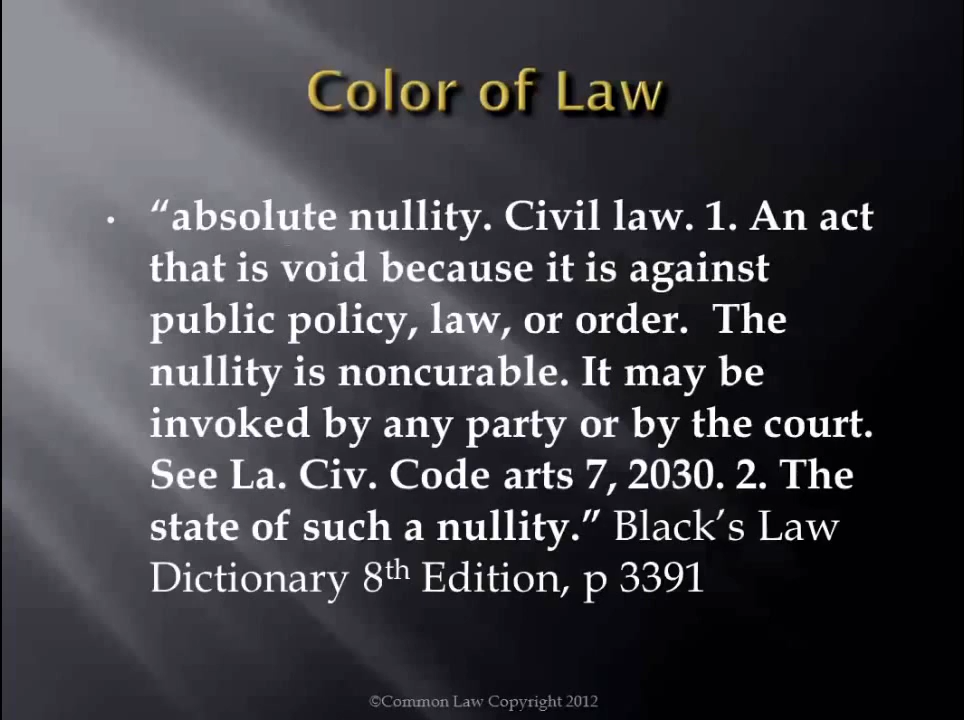 Color of Law
• “absolute nullity. Civil law. 1. An act
that is void because it is against
public policy, law, or order.  The
nullity is noncurable. It may be
invoked by any party or by the court.
See La. Civ. Code arts 7, 2030. 2. The
state of such a nullity.” Black’s Law
Dictionary 8th Edition, p 3391
©Common Law Copyright 2012